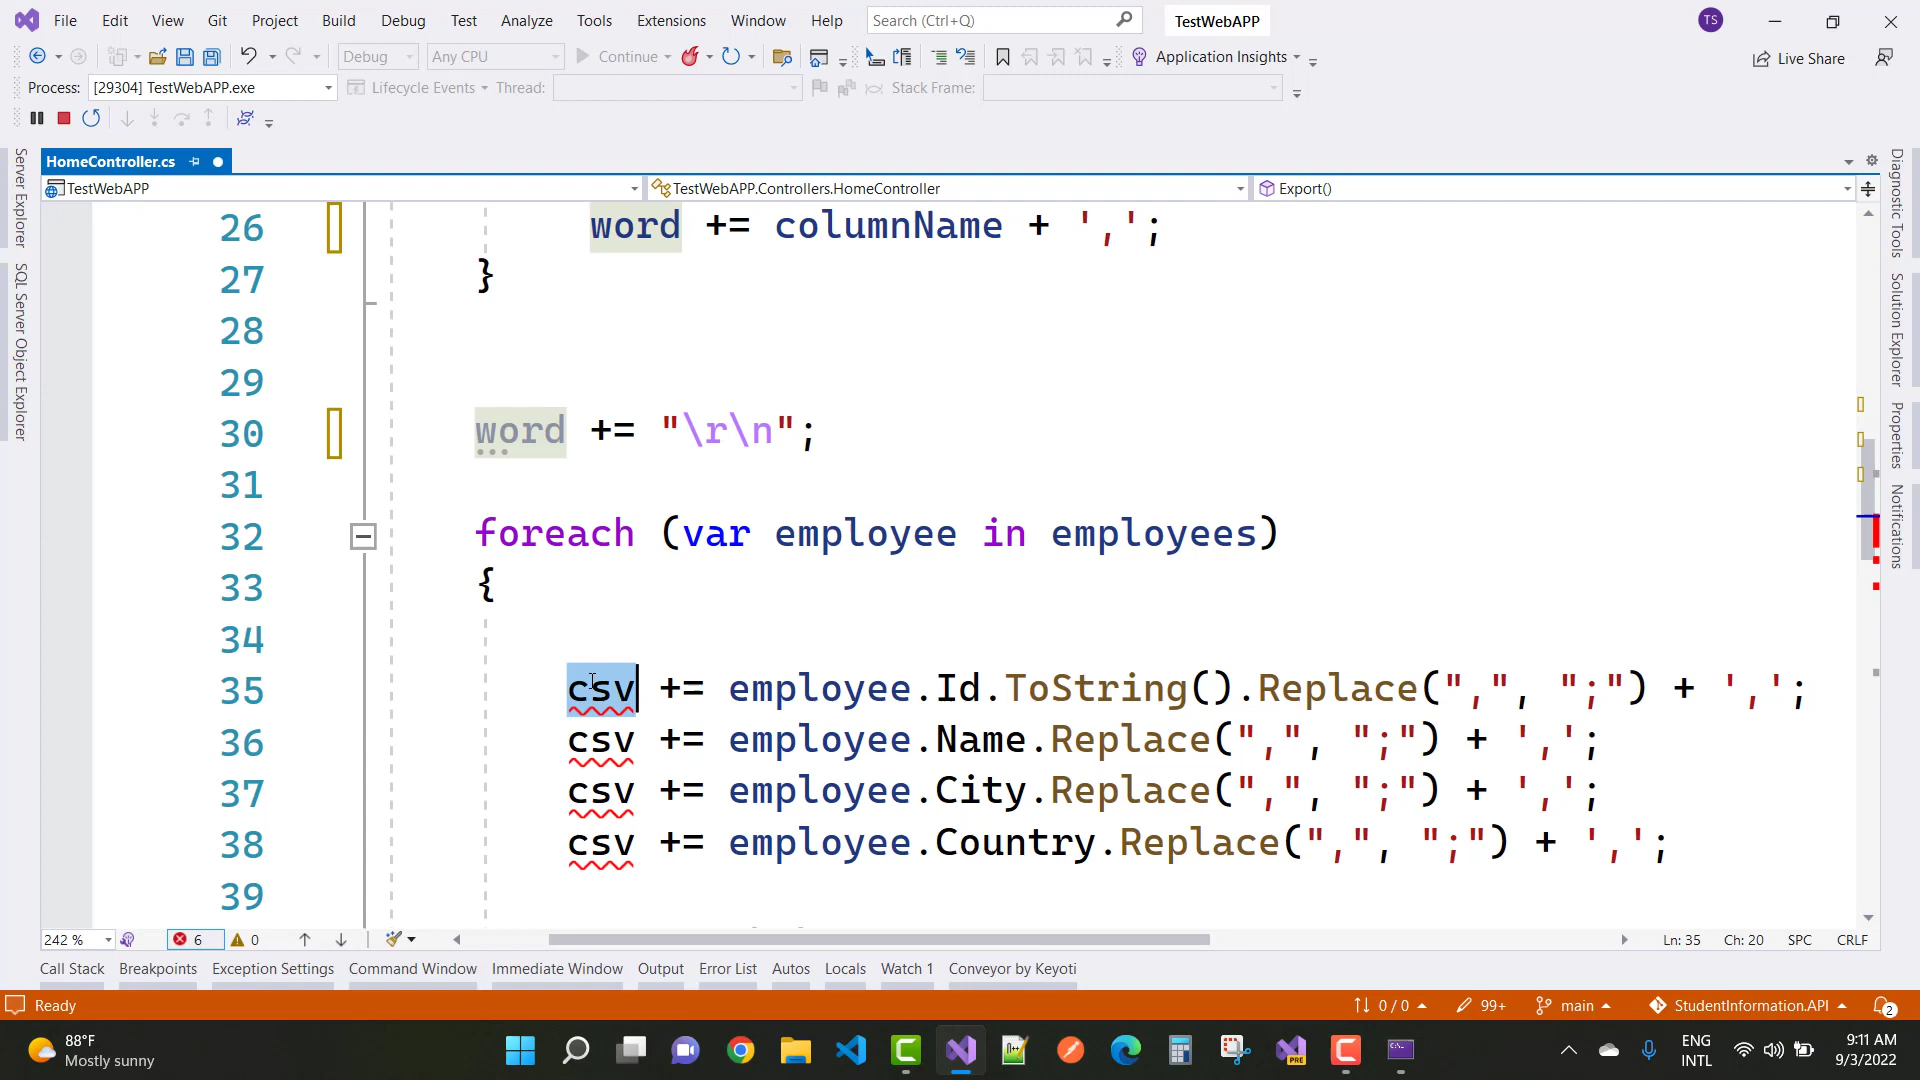 File Edit View Git Project Build Debug Test Analyze Tools Extensions Window Help Search (Ctrl+Q) TestWebAPP TS
Debug Any CPU Continue Application Insights Live Share
Process: [29304] TestWebAPP.exe Lifecycle Events Thread: Stack Frame:
HomeController.cs
TestWebAPP TestWebAPP.Controllers.HomeController Export()
Server Explorer
SQL Server Object Explorer
26 word += columnName + ',';
27 }
28
29
30 word += "\r\n";
31
32 foreach (var employee in employees)
33 {
34
35 csv += employee.Id.ToString().Replace(",", ";") + ',';
36 csv += employee.Name.Replace(",", ";") + ',';
37 csv += employee.City.Replace(",", ";") + ',';
38 csv += employee.Country.Replace(",", ";") + ',';
39
Diagnostic Tools
Solution Explorer
Properties
Notifications
242 % 6 0 Ln: 35 Ch: 20 SPC CRLF
Call Stack Breakpoints Exception Settings Command Window Immediate Window Output Error List Autos Locals Watch 1 Conveyor by Keyoti
Ready 0 / 0 99+ main StudentInformation.API 2
88°F
Mostly sunny
PRE
ENG
INTL
9:11 AM
9/3/2022